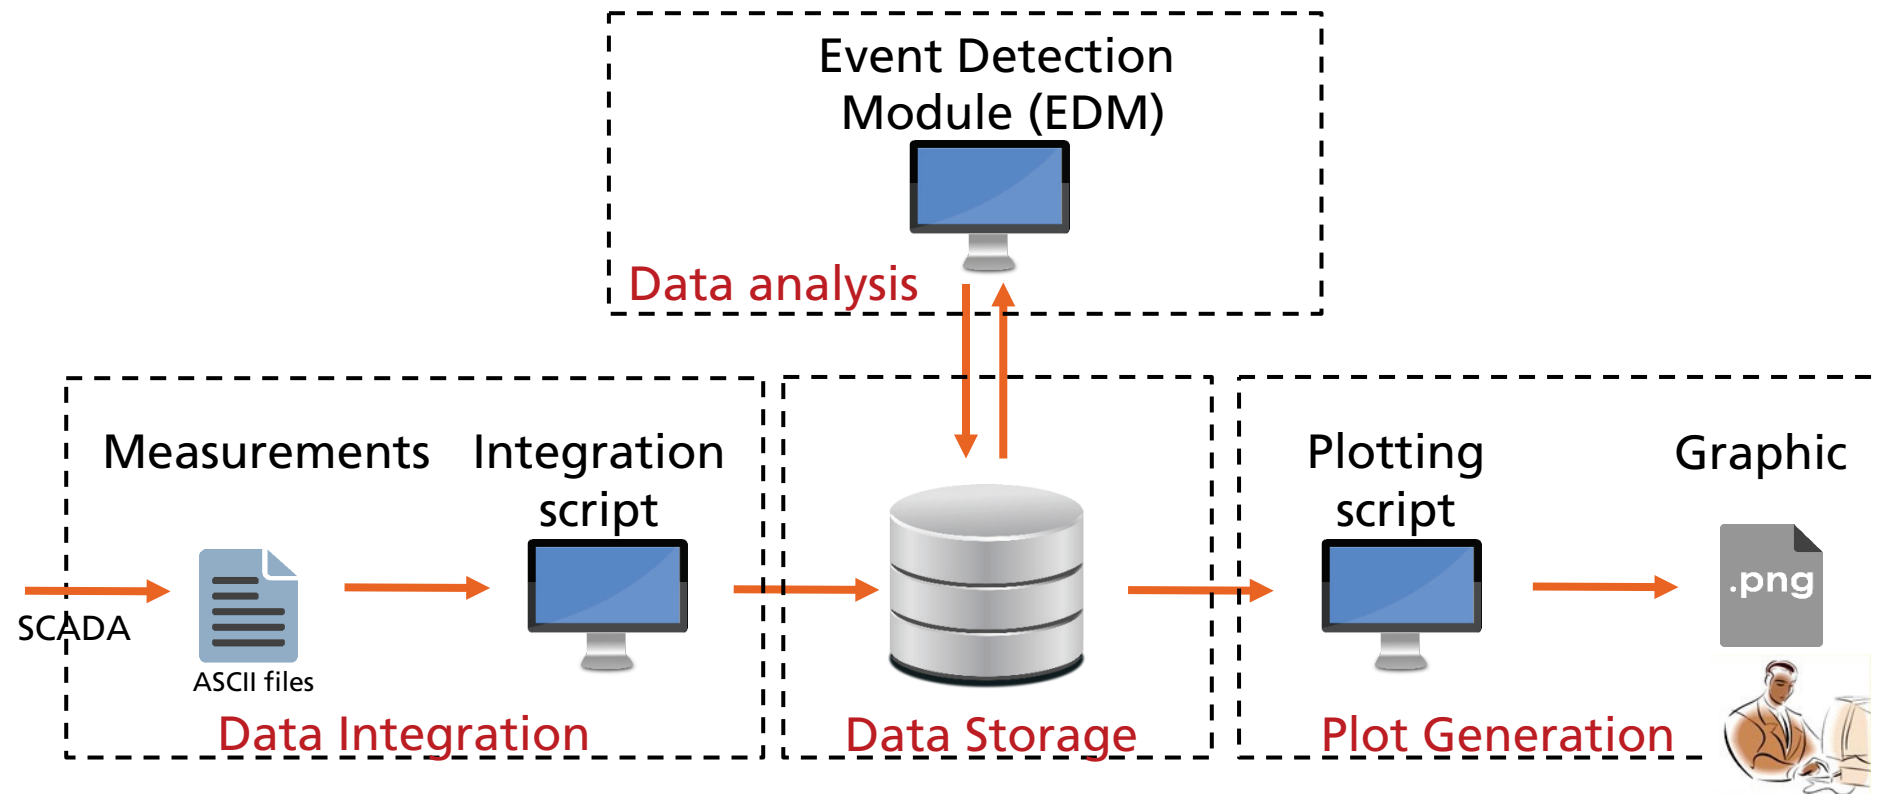 Event Detection
Module (EDM)
Data analysis
Measurements
Integration
script
Plotting
script
Graphic
SCADA
ASCII files
.png
Data Integration
Data Storage
Plot Generation